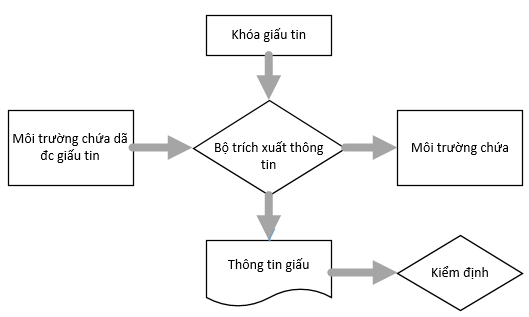 Khóa giấu tin
Môi trường chứa dã
đc giấu tin
Bộ trích xuất thông
tin
Môi trường chứa
Thông tin giấu
Kiểm định